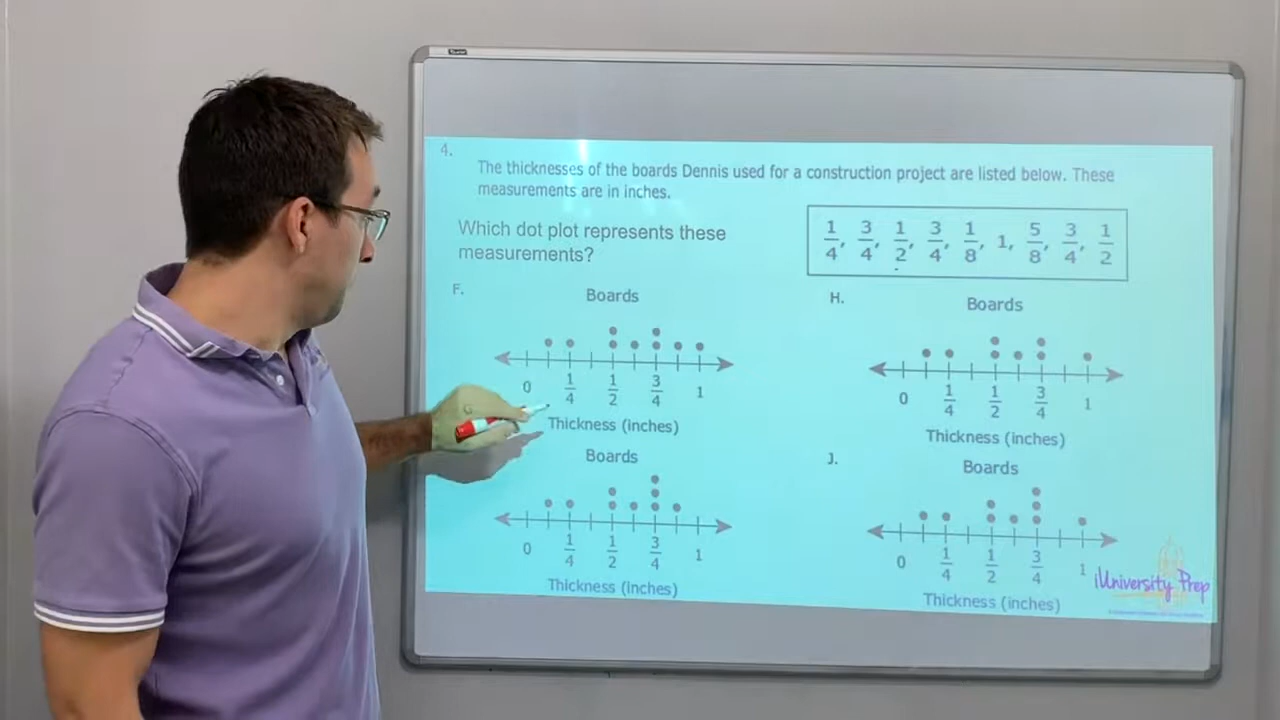 4.
The thicknesses of the boards Dennis used for a construction project are listed below. These
measurements are in inches.
Which dot plot represents these
measurements?
1/4, 3/4, 1/2, 3/4, 1/8, 1, 5/8, 3/4, 1/2
F.
Boards
0 1/4 1/2 3/4 1
Thickness (inches)
H.
Boards
0 1/4 1/2 3/4 1
Thickness (inches)
Boards
0 1/4 1/2 3/4 1
Thickness (inches)
J.
Boards
0 1/4 1/2 3/4 1
Thickness (inches)
iUniversity Prep